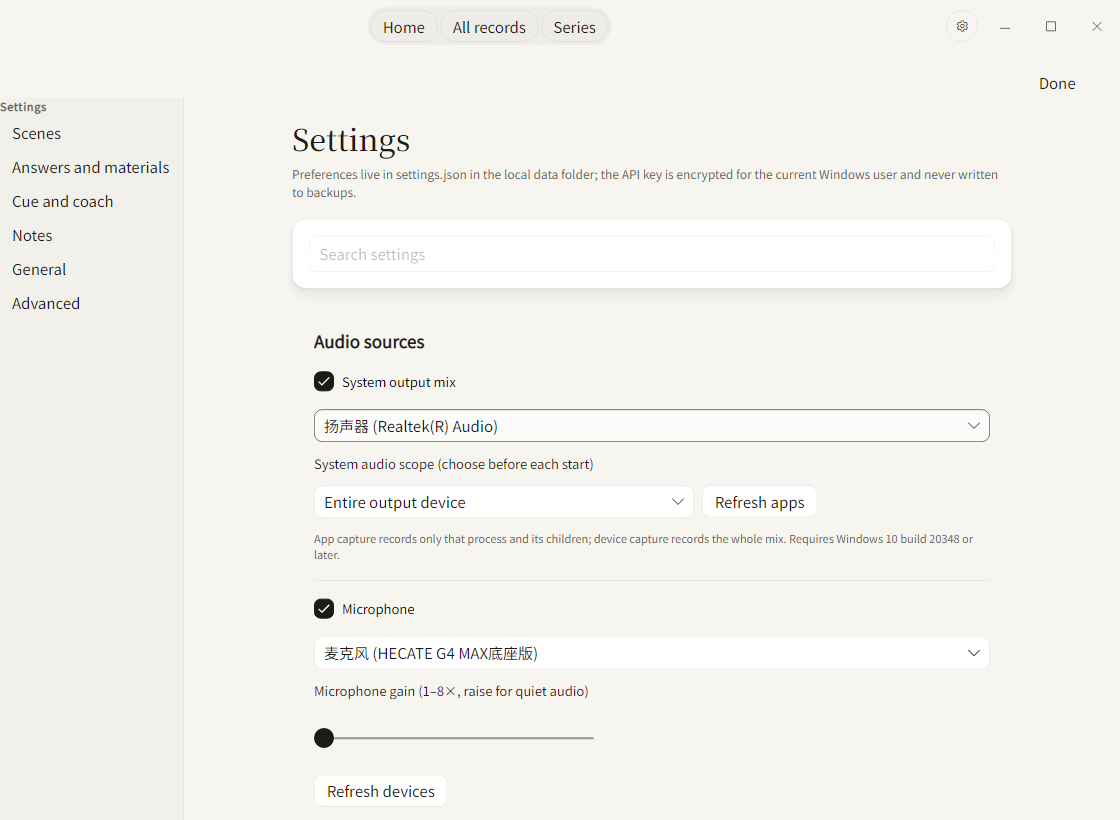 Home
All records
Series
Done
Settings
Scenes
Answers and materials
Cue and coach
Notes
General
Advanced
Settings
Preferences live in settings.json in the local data folder; the API key is encrypted for the current Windows user and never written
to backups.
Search settings
Audio sources
System output mix
扬声器 (Realtek(R) Audio)
System audio scope (choose before each start)
Entire output device
Refresh apps
App capture records only that process and its children; device capture records the whole mix. Requires Windows 10 build 20348 or
later.
Microphone
麦克风 (HECATE G4 MAX底座版)
Microphone gain (1–8×, raise for quiet audio)
Refresh devices